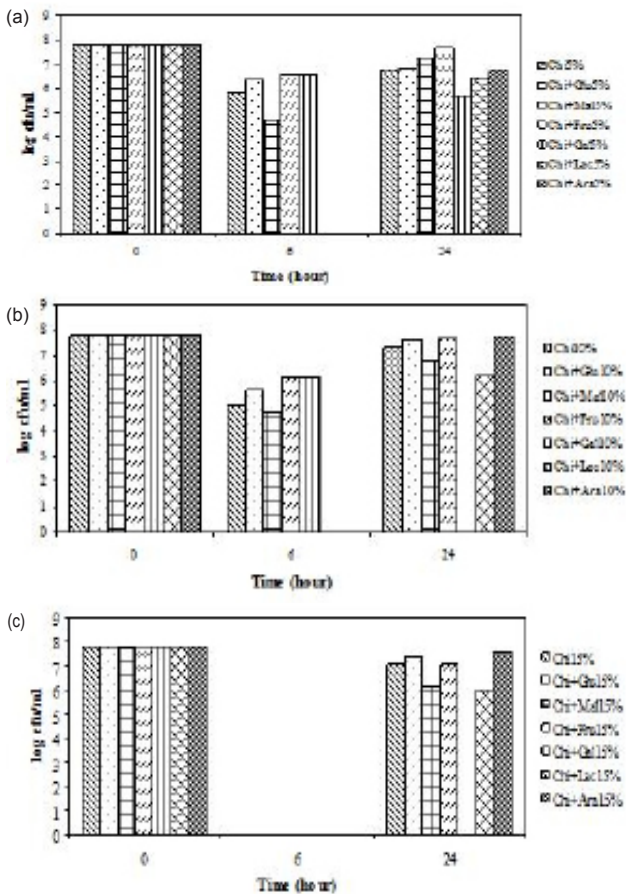 (a)
9
8
7
6
5
4
3
2
1
0
log cfu/ml
0
6
24
Time (hour)
Chi5%
Chi+Glu5%
Chi+Mal5%
Chi+Fru5%
Chi+Ga5%
Chi+Lac5%
Chi+Ara5%
(b)
9
8
7
6
5
4
3
2
1
0
log cfu/ml
0
6
24
Time (hour)
Chi10%
Chi+Glu10%
Chi+Mal10%
Chi+Fru10%
Chi+Gal10%
Chi+Lac10%
Chi+Ara10%
(c)
9
8
7
6
5
4
3
2
1
0
log cfu/ml
0
6
24
Time (hour)
Chi15%
Chi+Glu15%
Chi+Mal15%
Chi+Fru15%
Chi+Gal15%
Chi+Lac15%
Chi+Ara15%